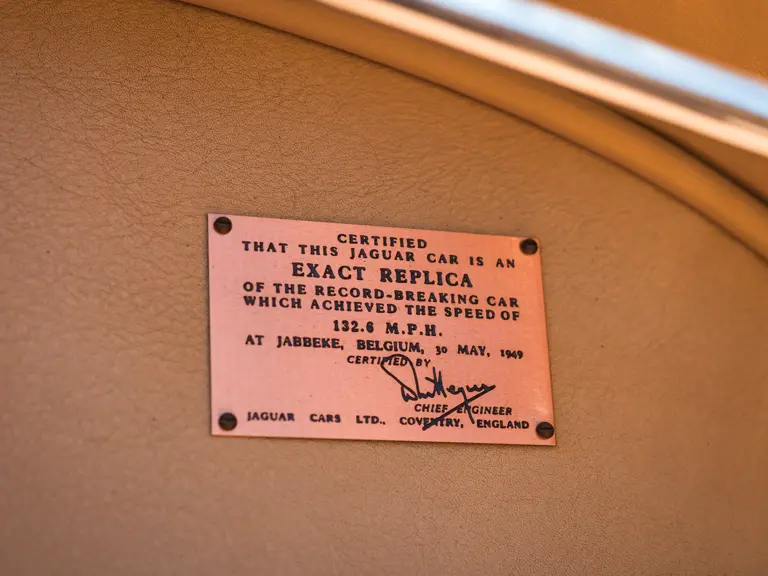 CERTIFIED
THAT THIS JAGUAR CAR IS AN
EXACT REPLICA
OF THE RECORD-BREAKING CAR
WHICH ACHIEVED THE SPEED OF
132.6 M.P.H.
AT JABBEKE, BELGIUM, 30 MAY, 1949
CERTIFIED BY
CHIEF ENGINEER
JAGUAR CARS LTD., COVENTRY, ENGLAND